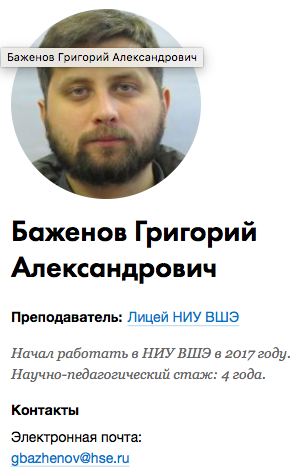 Баженов Григорий Александрович
Баженов Григорий
Александрович
Преподаватель: Лицей НИУ ВШЭ
Начал работать в НИУ ВШЭ в 2017 году.
Научно-педагогический стаж: 4 года.
Контакты
Электронная почта:
gbazhenov@hse.ru